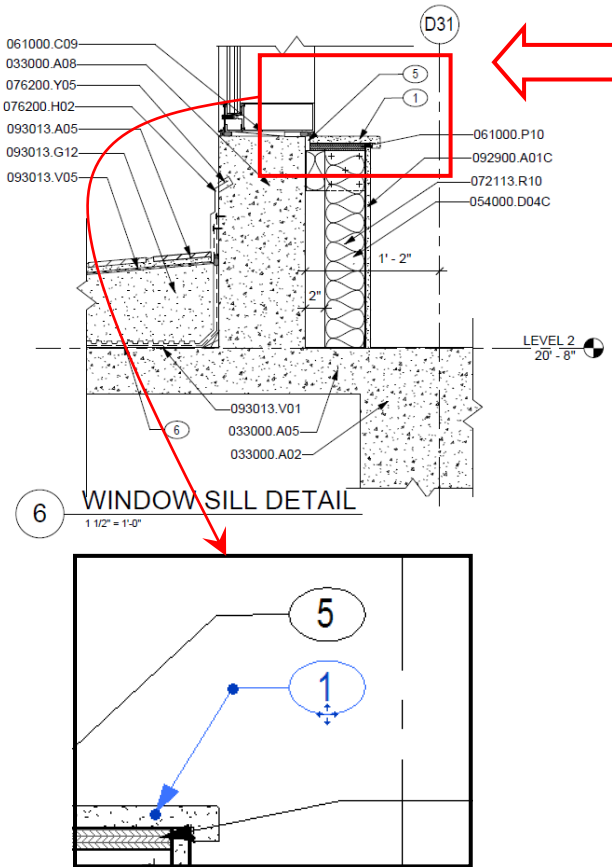 D31
061000.C09
033000.A08
076200.Y05
076200.H02
093013.A05
093013.G12
093013.V05
5
1
061000.P10
092900.A01C
072113.R10
054000.D04C
1' - 2"
2"
LEVEL 2
20' - 8"
093013.V01
6
033000.A05
033000.A02
6
WINDOW SILL DETAIL
1 1/2" = 1'-0"
5
1